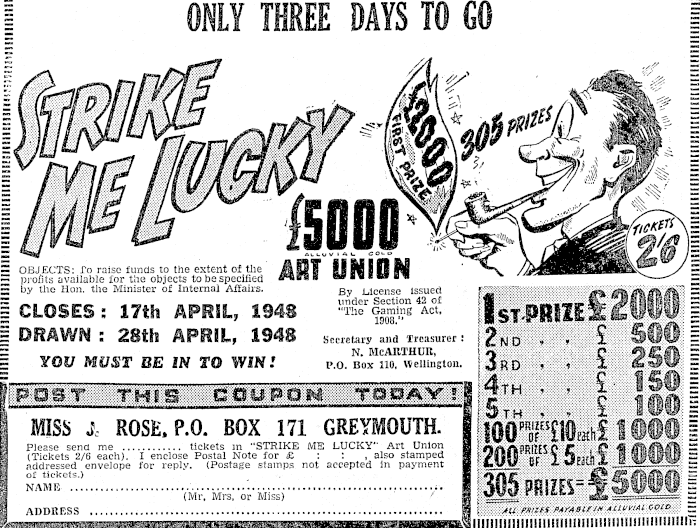 ONLY THREE DAYS TO GO
STRIKE
ME LUCKY
£2000
FIRST PRIZE
305 PRIZES
TICKETS
2'6
£5000
ALLUVIAL GOLD
ART UNION
OBJECTS: To raise funds to the extent of the
profits available for the objects to be specified
by the Hon. the Minister of Internal Affairs.
CLOSES: 17th APRIL, 1948
DRAWN: 28th APRIL, 1948
YOU MUST BE IN TO WIN!
By License issued
under Section 42 of
"The Gaming Act,
1908."
Secretary and Treasurer:
N. McARTHUR,
P.O. Box 110, Wellington.
1ST PRIZE £2000
2ND , , £ 500
3RD , , £ 250
4TH , , £ 150
5TH , , £ 100
100 PRIZES OF £10 each £1000
200 PRIZES OF £5 each £1000
305 PRIZES = £5000
ALL PRIZES PAYABLE IN ALLUVIAL GOLD
POST THIS COUPON TODAY!
MISS J. ROSE, P.O. BOX 171 GREYMOUTH.
Please send me ............ tickets in "STRIKE ME LUCKY" Art Union
(Tickets 2/6 each). I enclose Postal Note for £ : : , also stamped
addressed envelope for reply. (Postage stamps not accepted in payment
of tickets.)
NAME ............
(Mr, Mrs, or Miss)
ADDRESS ............